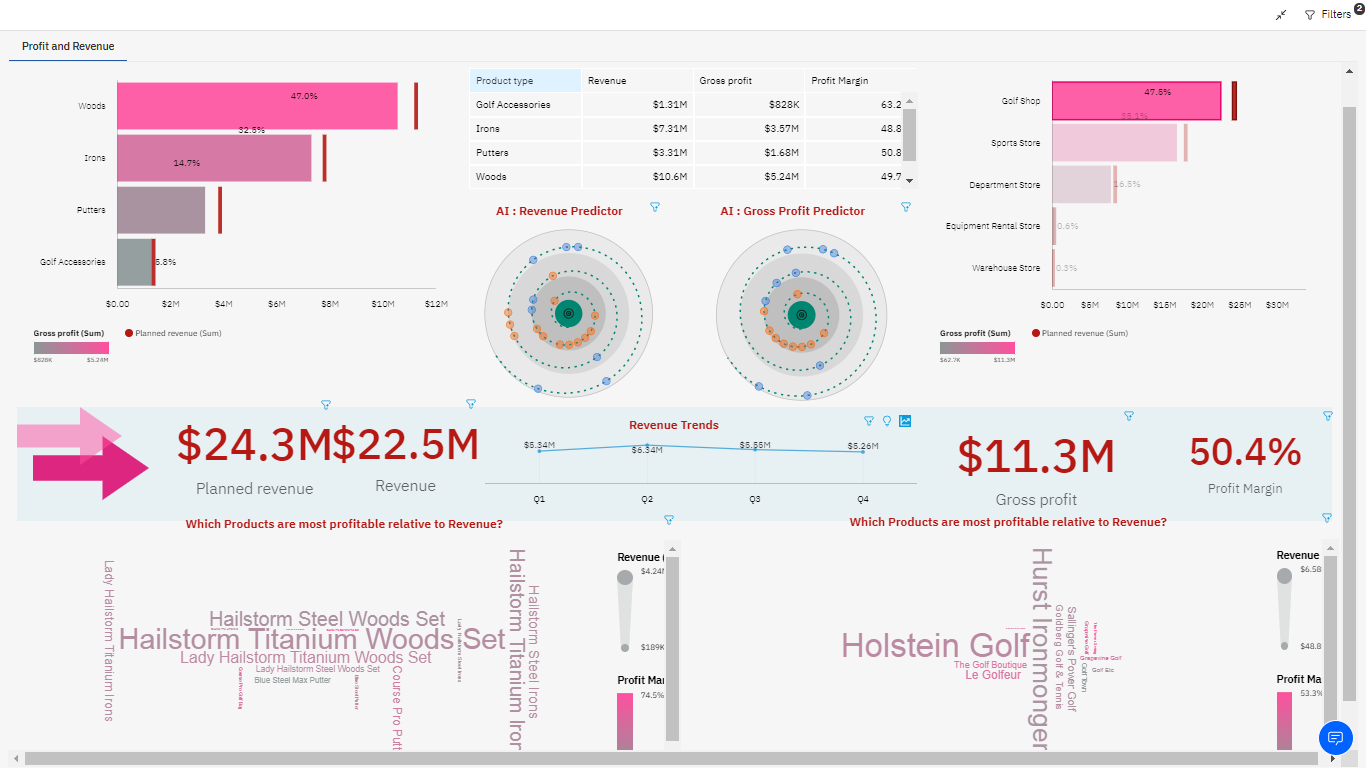 Filters
2
Profit and Revenue
Woods
Irons
Putters
Golf Accessories
47.0%
32.5%
14.7%
5.8%
$0.00 $2M $4M $6M $8M $10M $12M
Gross profit (Sum)
Planned revenue (Sum)
$828K $5.24M
Product type Revenue Gross profit Profit Margin
Golf Accessories $1.31M $828K 63.2
Irons $7.31M $3.57M 48.8
Putters $3.31M $1.68M 50.8
Woods $10.6M $5.24M 49.7
AI : Revenue Predictor
AI : Gross Profit Predictor
Golf Shop
Sports Store
Department Store
Equipment Rental Store
Warehouse Store
47.5%
35.1%
16.5%
0.6%
0.3%
$0.00 $5M $10M $15M $20M $25M $30M
Gross profit (Sum)
Planned revenue (Sum)
$62.7K $11.3M
$24.3M
Planned revenue
$22.5M
Revenue
Revenue Trends
$5.34M
$6.34M
$5.55M
$5.26M
Q1 Q2 Q3 Q4
$11.3M
Gross profit
50.4%
Profit Margin
Which Products are most profitable relative to Revenue?
Lady Hailstorm Titanium Irons
Hailstorm Steel Woods Set
Hailstorm Titanium Woods Set
Lady Hailstorm Titanium Woods Set
Lady Hailstorm Steel Woods Set
Blue Steel Max Putter
Course Pro Putt
Lady Hailstorm Steel Irons
Hailstorm Titanium Iror
Hailstorm Steel Irons
Revenue (
$4.24M
$189K
Profit Mar
74.5%
Which Products are most profitable relative to Revenue?
Holstein Golf
The Golf Boutique
Le Golfeur
Hurst Ironmonger
Goldberg Golf & Tennis
Sallinger's Power Golf
Grapevine Golf
Golf Etc
Golf Town
Revenue
$6.58
$48.8
Profit Ma
53.3%